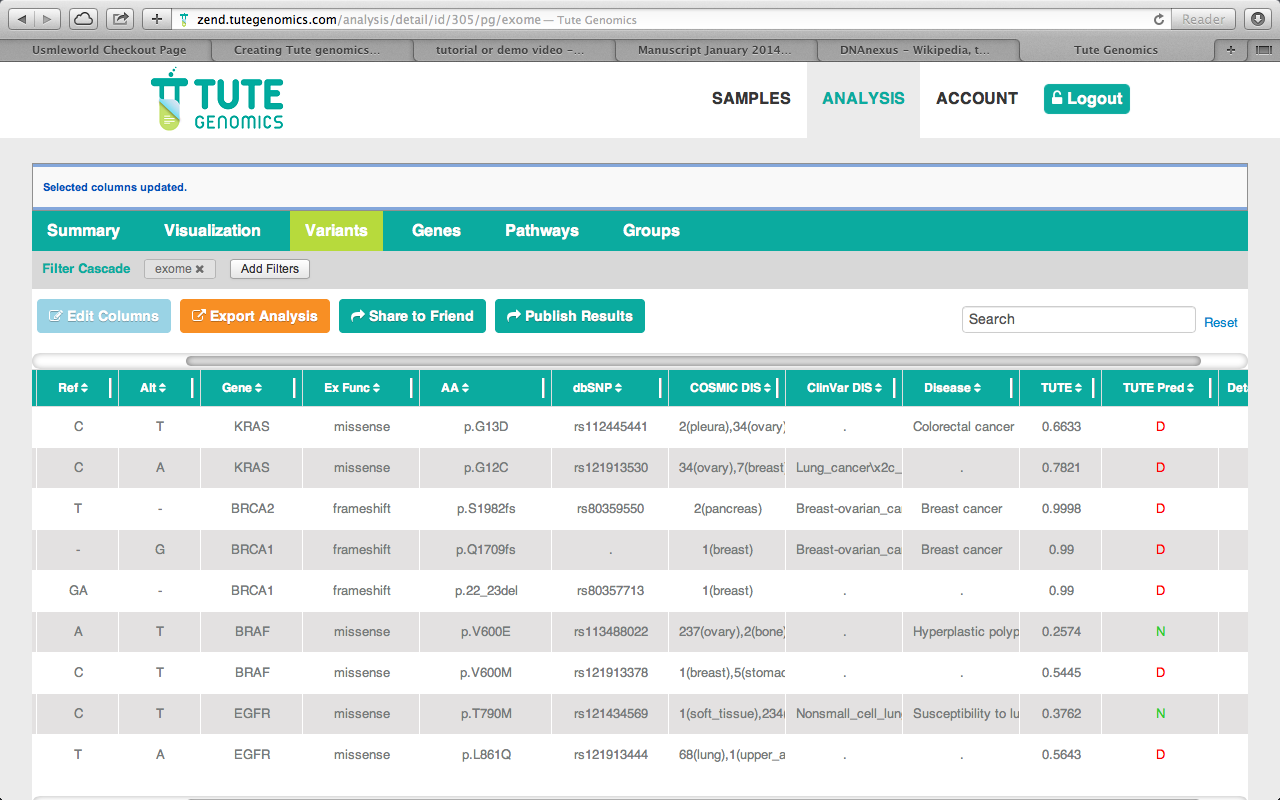 zend.tutegenomics.com/analysis/detail/id/305/pg/exome — Tute Genomics Reader
Usmleworld Checkout Page Creating Tute genomics... tutorial or demo video –... Manuscript January 2014... DNAnexus – Wikipedia, t... Tute Genomics
TUTE GENOMICS
SAMPLES ANALYSIS ACCOUNT Logout
Selected columns updated.
Summary Visualization Variants Genes Pathways Groups
Filter Cascade exome ✖ Add Filters
Edit Columns Export Analysis Share to Friend Publish Results Search Reset
Ref Alt Gene Ex Func AA dbSNP COSMIC DIS ClinVar DIS Disease TUTE TUTE Pred Det
C T KRAS missense p.G13D rs112445441 2(pleura),34(ovary) . Colorectal cancer 0.6633 D
C A KRAS missense p.G12C rs121913530 34(ovary),7(breast Lung_cancer\x2c_ . 0.7821 D
T - BRCA2 frameshift p.S1982fs rs80359550 2(pancreas) Breast-ovarian_ca Breast cancer 0.9998 D
- G BRCA1 frameshift p.Q1709fs . 1(breast) Breast-ovarian_ca Breast cancer 0.99 D
GA - BRCA1 frameshift p.22_23del rs80357713 1(breast) . . 0.99 D
A T BRAF missense p.V600E rs113488022 237(ovary),2(bone) . Hyperplastic polyp 0.2574 N
C T BRAF missense p.V600M rs121913378 1(breast),5(stomac . . 0.5445 D
C T EGFR missense p.T790M rs121434569 1(soft_tissue),234( Nonsmall_cell_lun Susceptibility to lu 0.3762 N
T A EGFR missense p.L861Q rs121913444 68(lung),1(upper_a . . 0.5643 D